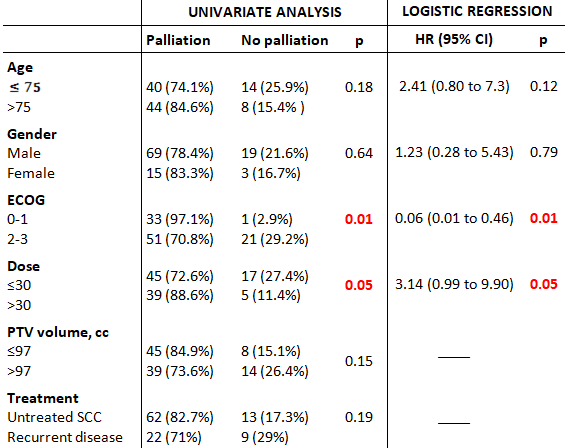 UNIVARIATE ANALYSIS LOGISTIC REGRESSION
Palliation No palliation p HR (95% CI) p
Age
≤ 75 40 (74.1%) 14 (25.9%) 0.18 2.41 (0.80 to 7.3) 0.12
>75 44 (84.6%) 8 (15.4% )
Gender
Male 69 (78.4%) 19 (21.6%) 0.64 1.23 (0.28 to 5.43) 0.79
Female 15 (83.3%) 3 (16.7%)
ECOG
0-1 33 (97.1%) 1 (2.9%) 0.01 0.06 (0.01 to 0.46) 0.01
2-3 51 (70.8%) 21 (29.2%)
Dose
≤30 45 (72.6%) 17 (27.4%) 0.05 3.14 (0.99 to 9.90) 0.05
>30 39 (88.6%) 5 (11.4%)
PTV volume, cc
≤97 45 (84.9%) 8 (15.1%) 0.15
>97 39 (73.6%) 14 (26.4%)
Treatment
Untreated SCC 62 (82.7%) 13 (17.3%) 0.19
Recurrent disease 22 (71%) 9 (29%)